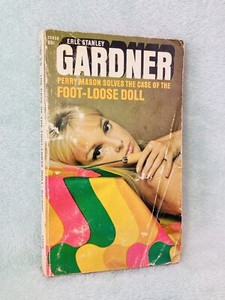 ERLE STANLEY
GARDNER
PERRY MASON SOLVES THE CASE OF THE
FOOT-LOOSE DOLL